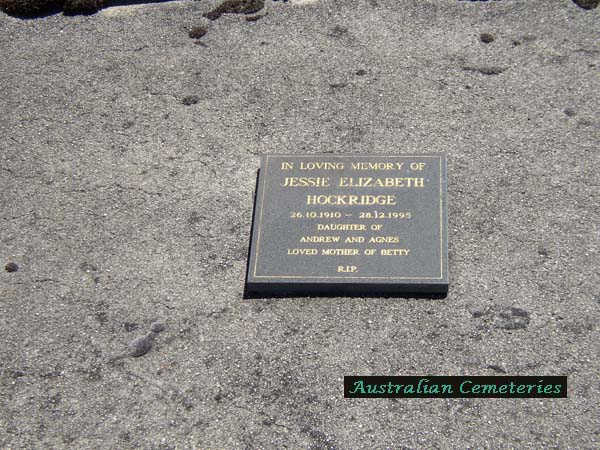 IN LOVING MEMORY OF
JESSIE ELIZABETH
HOCKRIDGE
26.10.1910 – 28.12.1995
DAUGHTER OF
ANDREW AND AGNES
LOVED MOTHER OF BETTY
R.I.P.
Australian Cemeteries